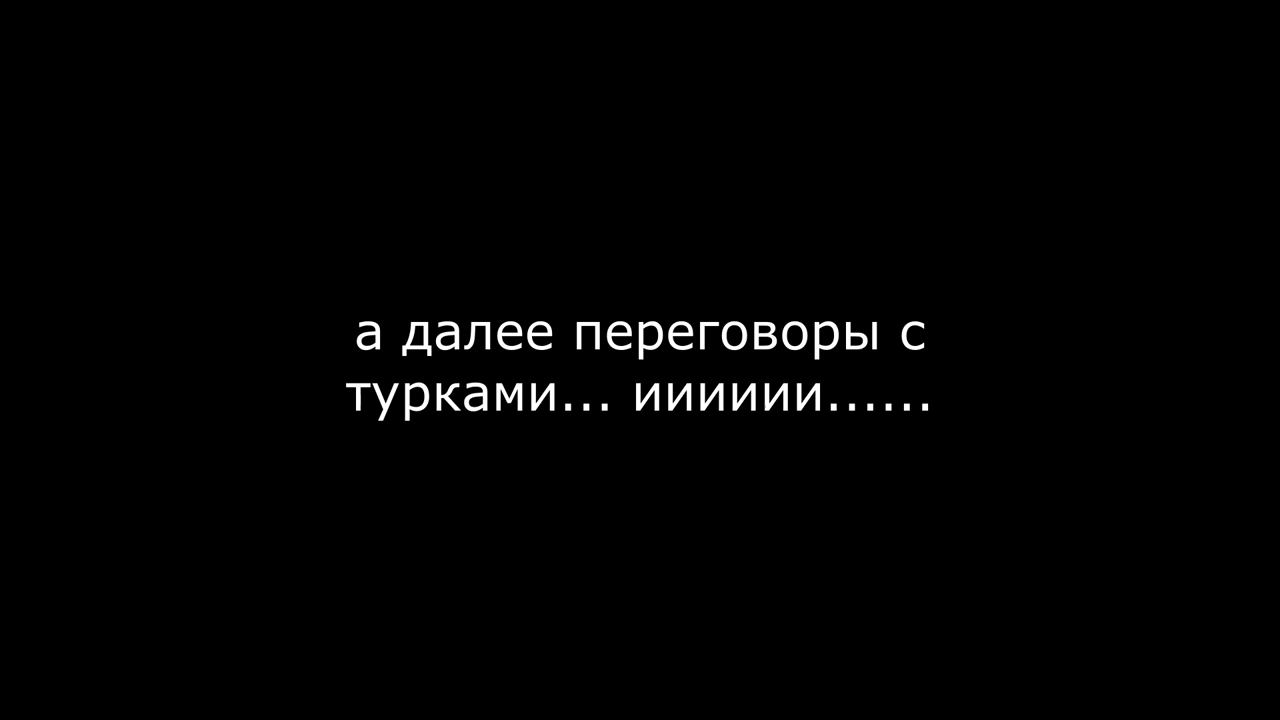 а далее переговоры с
турками... ииииии......